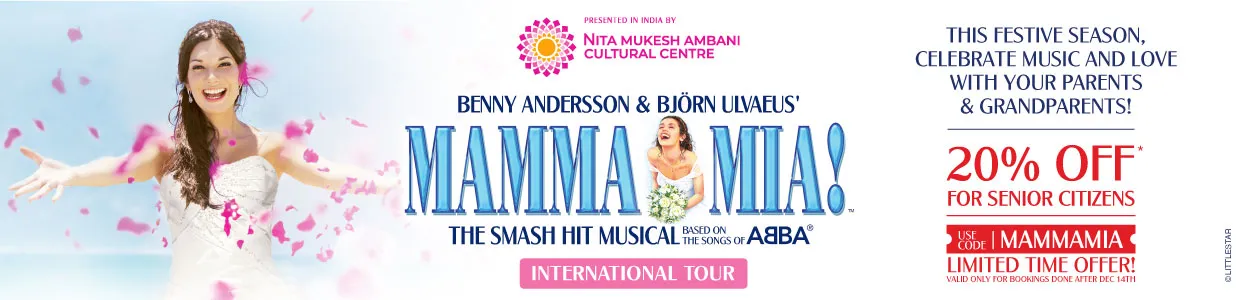 PRESENTED IN INDIA BY
NITA MUKESH AMBANI
CULTURAL CENTRE
BENNY ANDERSSON & BJÖRN ULVAEUS'
MAMMA MIA!™
THE SMASH HIT MUSICAL BASED ON THE SONGS OF ABBA®
INTERNATIONAL TOUR
THIS FESTIVE SEASON,
CELEBRATE MUSIC AND LOVE
WITH YOUR PARENTS
& GRANDPARENTS!
20% OFF*
FOR SENIOR CITIZENS
USE CODE | MAMMAMIA
LIMITED TIME OFFER!
VALID ONLY FOR BOOKINGS DONE AFTER DEC 14TH
©LITTLESTAR